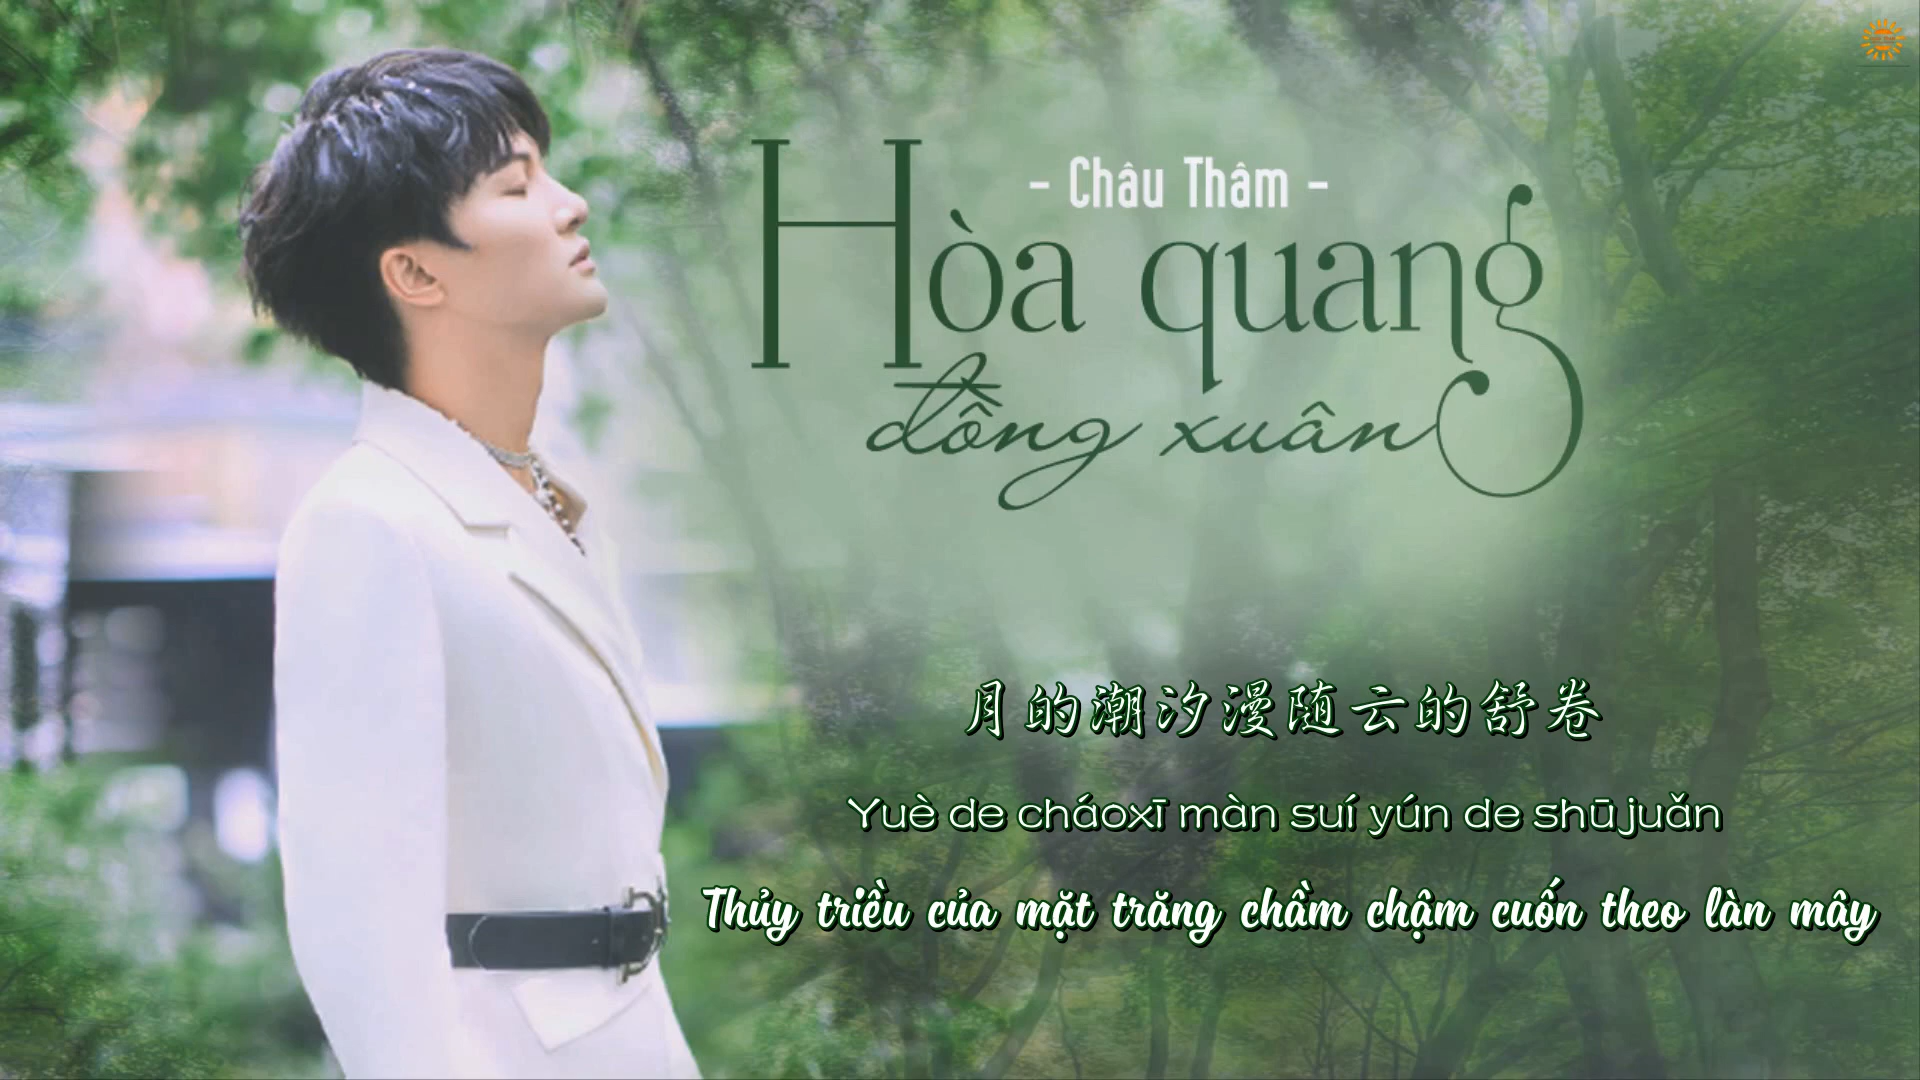 - Châu Thâm -
Hòa quang
đồng xuân
月的潮汐漫随云的舒卷
Yuè de cháoxī màn suí yún de shūjuǎn
Thủy triều của mặt trăng chầm chậm cuốn theo làn mây